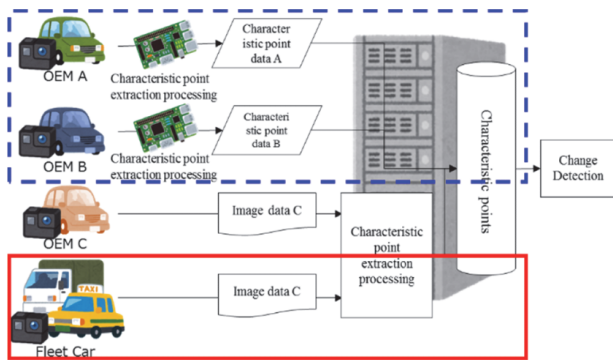 OEM A
Characteristic point
extraction processing
Character
istic point
data A
OEM B
Characteristic point
extraction processing
Characteri
stic point
data B
OEM C
Image data C
TAXI
Fleet Car
Image data C
Characteristic
point
extraction
processing
Characteristic points
Change
Detection